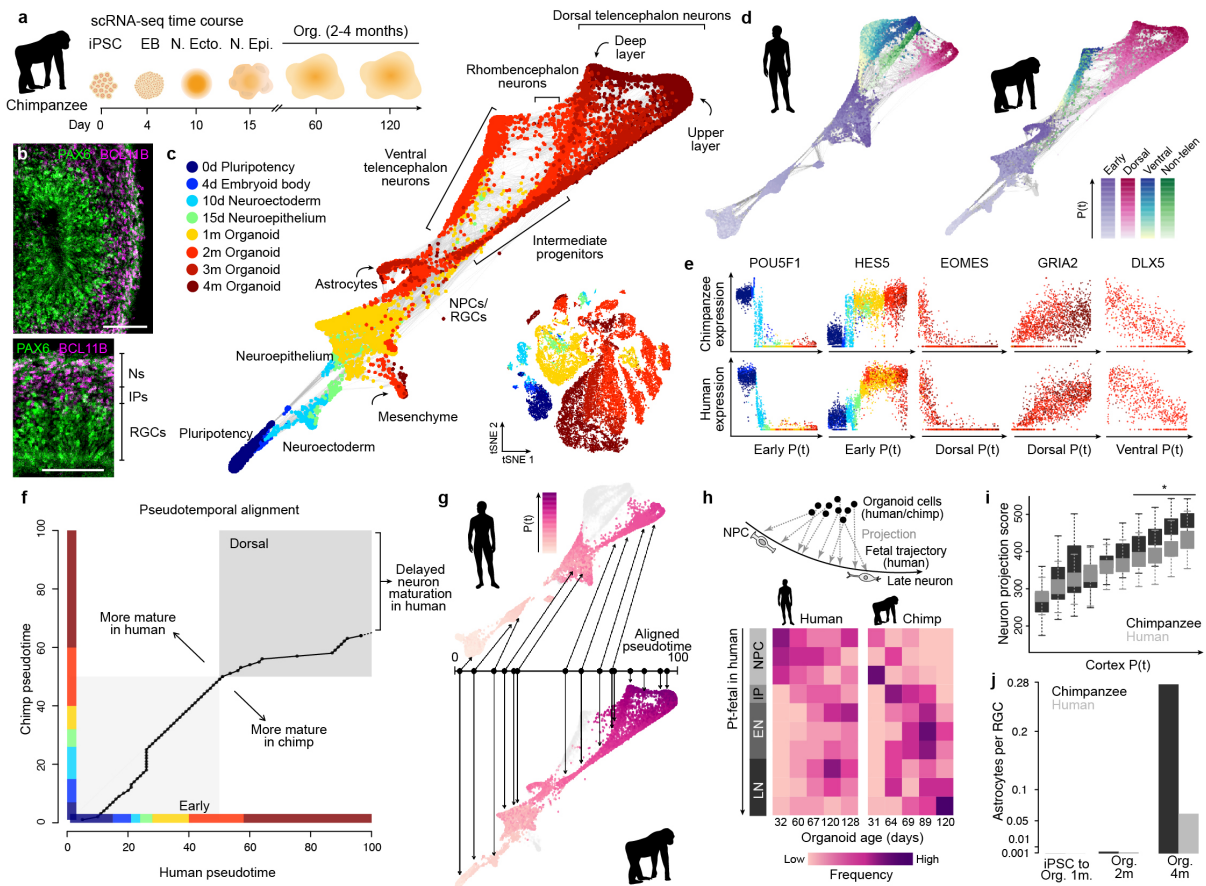 a
scRNA-seq time course
iPSC
EB
N. Ecto.
N. Epi.
Org. (2-4 months)
Chimpanzee
Day
0
4
10
15
60
120
b
PAX6
BCL11B
PAX6
BCL11B
Ns
IPs
RGCs
c
0d Pluripotency
4d Embryoid body
10d Neuroectoderm
15d Neuroepithelium
1m Organoid
2m Organoid
3m Organoid
4m Organoid
Dorsal telencephalon neurons
Deep
layer
Rhombencephalon
neurons
Upper
layer
Ventral
telencephalon
neurons
Intermediate
progenitors
Astrocytes
NPCs/
RGCs
Neuroepithelium
Mesenchyme
Pluripotency
Neuroectoderm
tSNE 2
tSNE 1
d
Early
Dorsal
Ventral
Non-telen
P(t)
e
POU5F1
HES5
EOMES
GRIA2
DLX5
Chimpanzee
expression
Human
expression
Early P(t)
Early P(t)
Dorsal P(t)
Dorsal P(t)
Ventral P(t)
f
Pseudotemporal alignment
Chimp pseudotime
100
80
60
40
20
0
Dorsal
Delayed
neuron
maturation
in human
More mature
in human
More mature
in chimp
Early
0
20
40
60
80
100
Human pseudotime
g
P(t)
Aligned
pseudotime
0
100
h
Organoid cells
(human/chimp)
NPC
Projection
Fetal trajectory
(human)
Late neuron
Human
Chimp
Pt-fetal in human
NPC
IP
EN
LN
32 60 67 120 128
31 64 69 89 120
Organoid age (days)
Low
High
Frequency
i
Neuron projection score
500
400
300
200
*
Chimpanzee
Human
Cortex P(t)
j
Astrocytes per RGC
0.28
0.2
0.1
0.05
0.01
0.001
Chimpanzee
Human
iPSC to
Org. 1m.
Org.
2m
Org.
4m